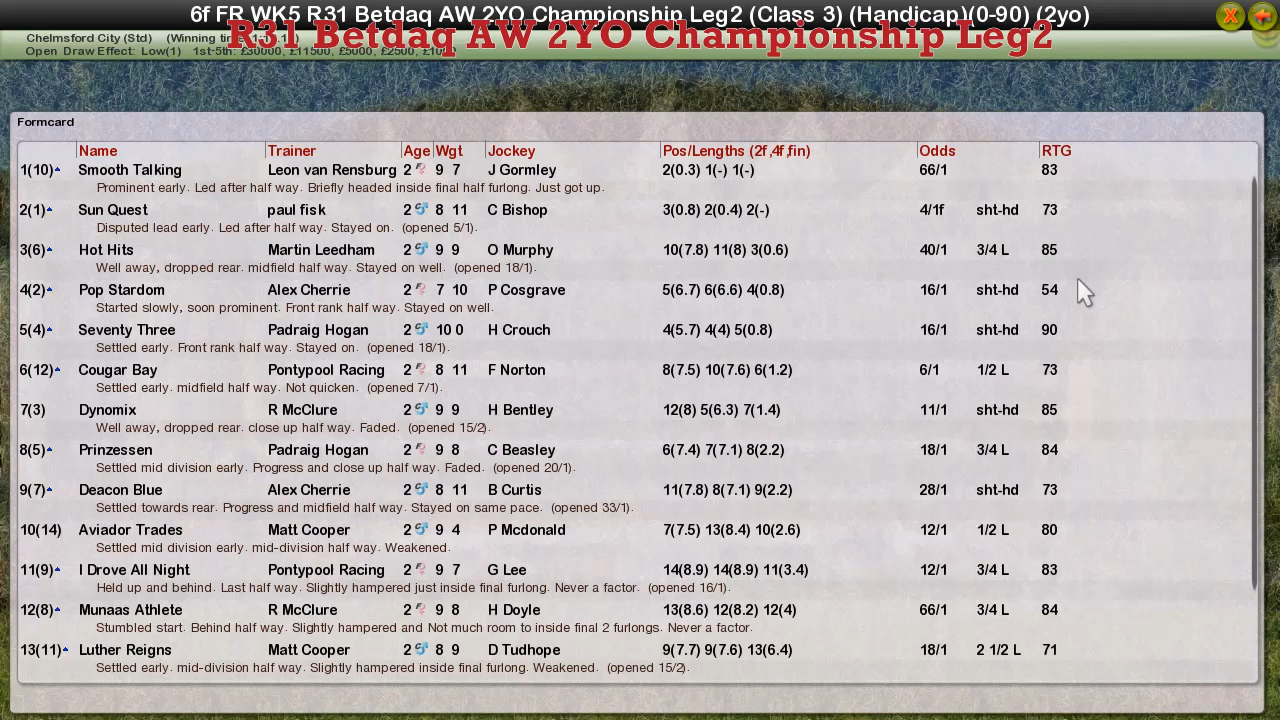 6f FR WK5 R31 Betdaq AW 2YO Championship Leg2 (Class 3) (Handicap)(0-90) (2yo)
R31 Betdaq AW 2YO Championship Leg2
Chelmsford City (Std) (Winning
Open Draw Effect: Low(1) 1st-5th: £30000, £11500, £5000, £2500,
Formcard
Name Trainer Age Wgt Jockey Pos/Lengths (2f,4f,fin) Odds RTG
1(10) Smooth Talking Leon van Rensburg 2 9 7 J Gormley 2(0.3) 1(-) 1(-) 66/1 83
Prominent early. Led after half way. Briefly headed inside final half furlong. Just got up.
2(1) Sun Quest paul fisk 2 8 11 C Bishop 3(0.8) 2(0.4) 2(-) 4/1f sht-hd 73
Disputed lead early. Led after half way. Stayed on. (opened 5/1).
3(6) Hot Hits Martin Leedham 2 9 9 O Murphy 10(7.8) 11(8) 3(0.6) 40/1 3/4 L 85
Well away, dropped rear. midfield half way. Stayed on well. (opened 18/1).
4(2) Pop Stardom Alex Cherrie 2 7 10 P Cosgrave 5(6.7) 6(6.6) 4(0.8) 16/1 sht-hd 54
Started slowly, soon prominent. Front rank half way. Stayed on well.
5(4) Seventy Three Padraig Hogan 2 10 0 H Crouch 4(5.7) 4(4) 5(0.8) 16/1 sht-hd 90
Settled early. Front rank half way. Stayed on. (opened 18/1).
6(12) Cougar Bay Pontypool Racing 2 8 11 F Norton 8(7.5) 10(7.6) 6(1.2) 6/1 1/2 L 73
Settled early. midfield half way. Not quicken. (opened 7/1).
7(3) Dynomix R McClure 2 9 9 H Bentley 12(8) 5(6.3) 7(1.4) 11/1 sht-hd 85
Well away, dropped rear. close up half way. Faded. (opened 15/2).
8(5) Prinzessen Padraig Hogan 2 9 8 C Beasley 6(7.4) 7(7.1) 8(2.2) 18/1 3/4 L 84
Settled mid division early. Progress and close up half way. Faded. (opened 20/1).
9(7) Deacon Blue Alex Cherrie 2 8 11 B Curtis 11(7.8) 8(7.1) 9(2.2) 28/1 sht-hd 73
Settled towards rear. Progress and midfield half way. Stayed on same pace. (opened 33/1).
10(14) Aviador Trades Matt Cooper 2 9 4 P Mcdonald 7(7.5) 13(8.4) 10(2.6) 12/1 1/2 L 80
Settled mid division early. mid-division half way. Weakened.
11(9) I Drove All Night Pontypool Racing 2 9 7 G Lee 14(8.9) 14(8.9) 11(3.4) 12/1 3/4 L 83
Held up and behind. Last half way. Slightly hampered just inside final furlong. Never a factor. (opened 16/1).
12(8) Munaas Athlete R McClure 2 9 8 H Doyle 13(8.6) 12(8.2) 12(4) 66/1 3/4 L 84
Stumbled start. Behind half way. Slightly hampered and Not much room to inside final 2 furlongs. Never a factor.
13(11) Luther Reigns Matt Cooper 2 8 9 D Tudhope 9(7.7) 9(7.6) 13(6.4) 18/1 2 1/2 L 71
Settled early. mid-division half way. Slightly hampered inside final furlong. Weakened. (opened 15/2).